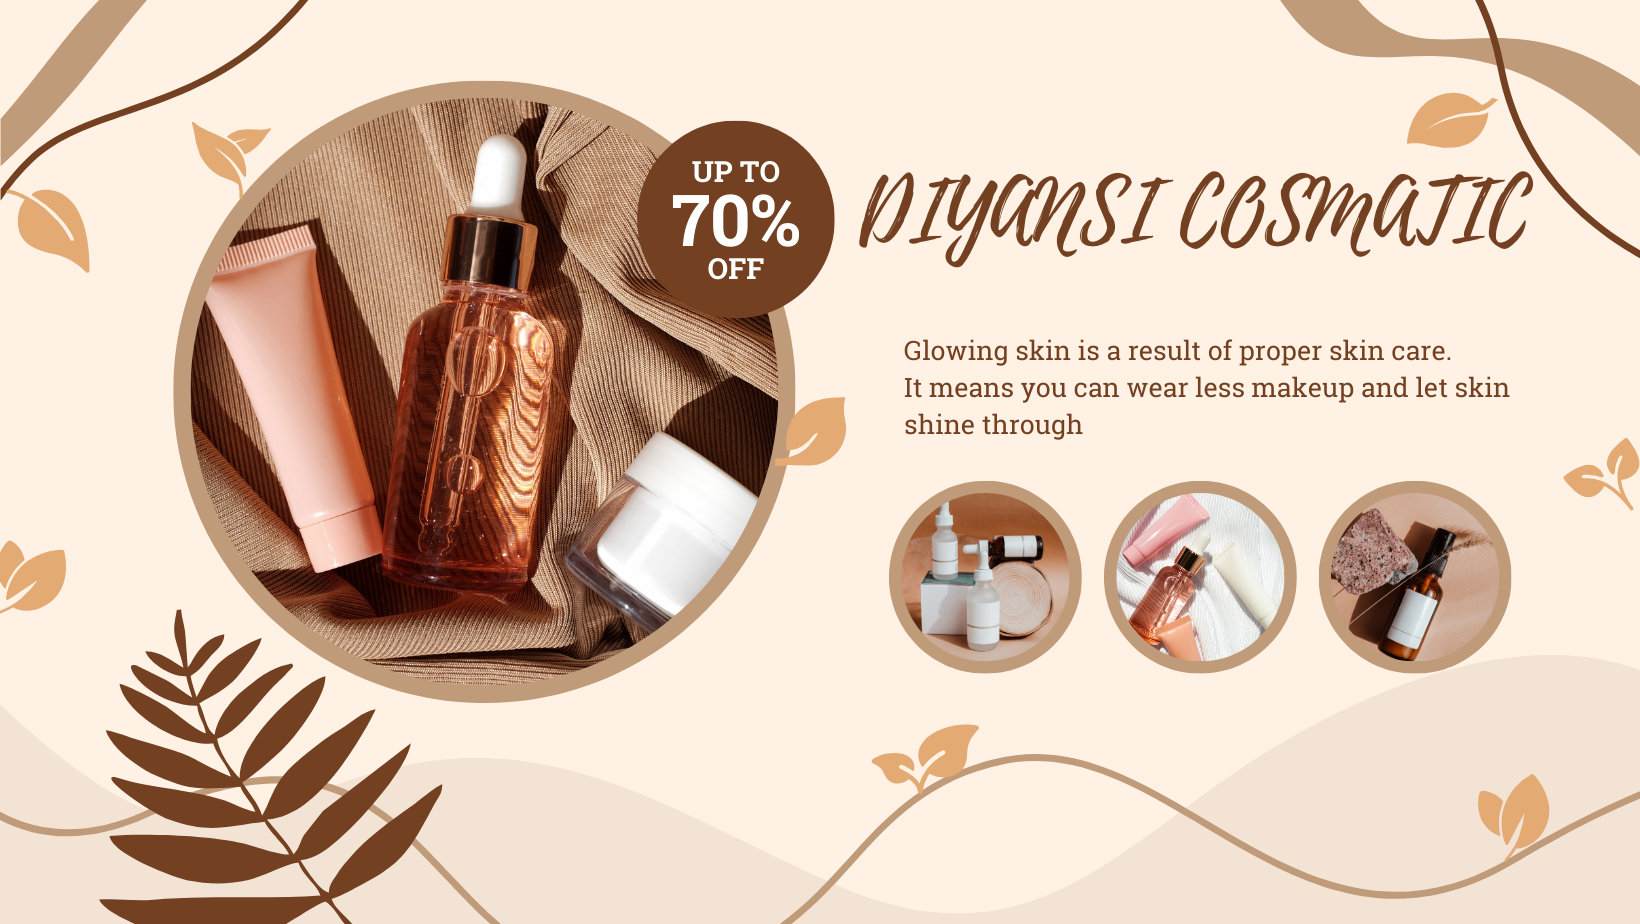 UP TO
70%
OFF
DIYANSI COSMATIC
Glowing skin is a result of proper skin care.
It means you can wear less makeup and let skin
shine through